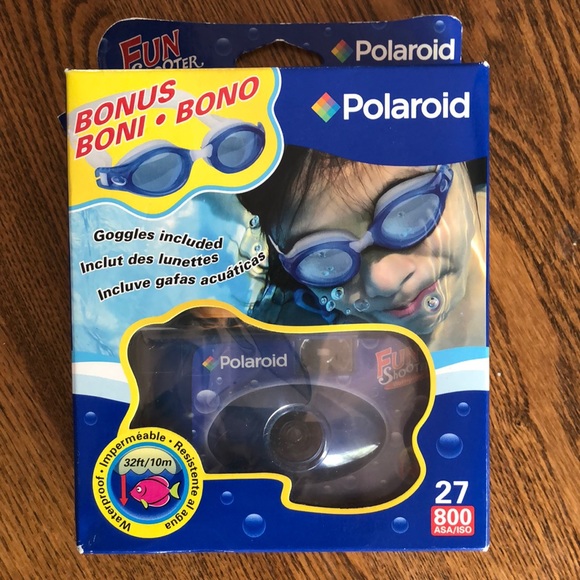 FUN
SHOOTER
Polaroid
BONUS
BONI • BONO
Polaroid
Goggles included
Inclut des lunettes
Incluve gafas acuáticas
Polaroid
FUN
SHOOTER
Waterproof • Imperméable • Resistente al agua
32ft/10m
27
800
ASA/ISO